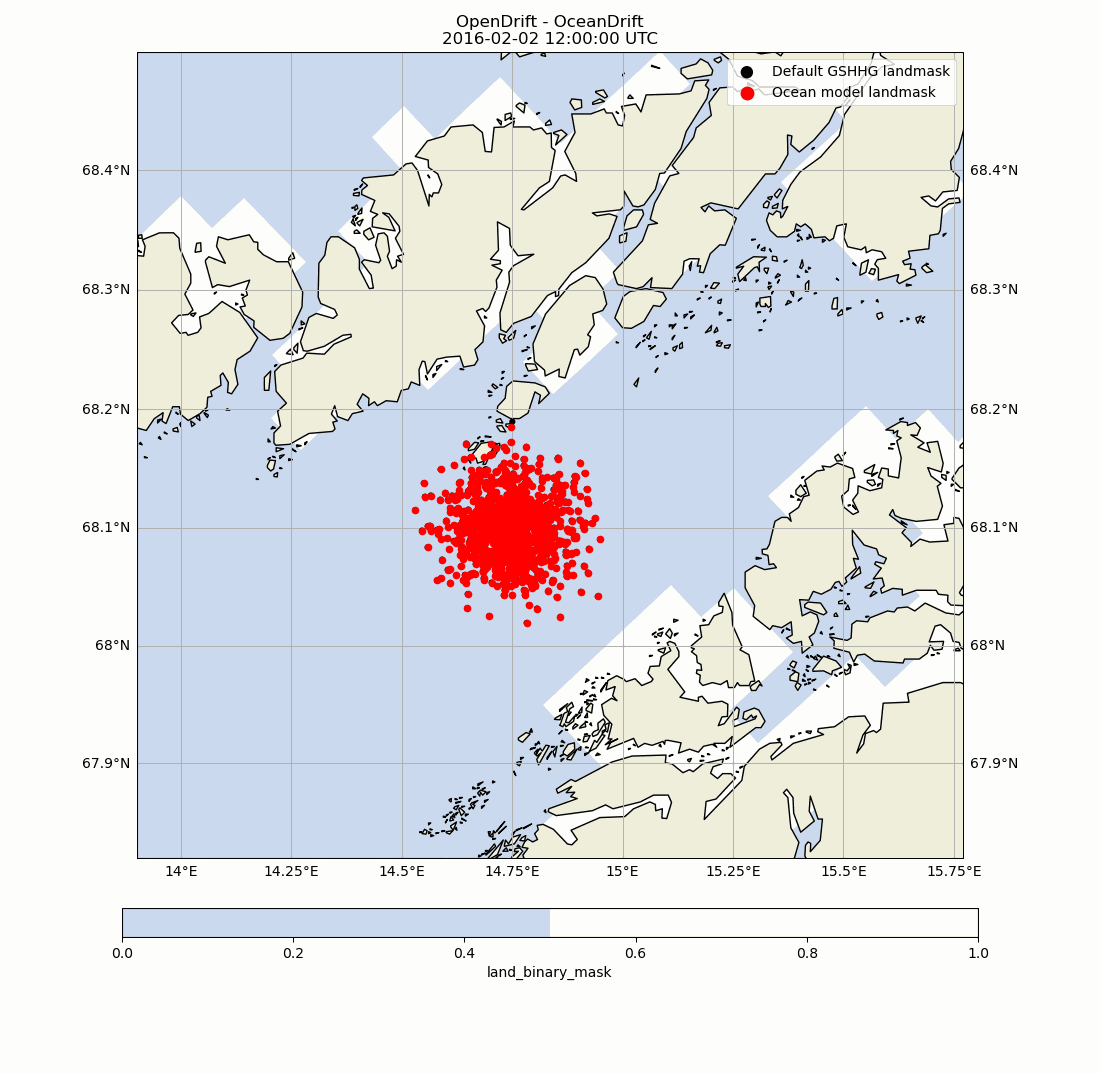 OpenDrift - OceanDrift
2016-02-02 12:00:00 UTC
Default GSHHG landmask
Ocean model landmask
68.4°N 68.4°N
68.3°N 68.3°N
68.2°N 68.2°N
68.1°N 68.1°N
68°N 68°N
67.9°N 67.9°N
14°E 14.25°E 14.5°E 14.75°E 15°E 15.25°E 15.5°E 15.75°E
0.0 0.2 0.4 0.6 0.8 1.0
land_binary_mask